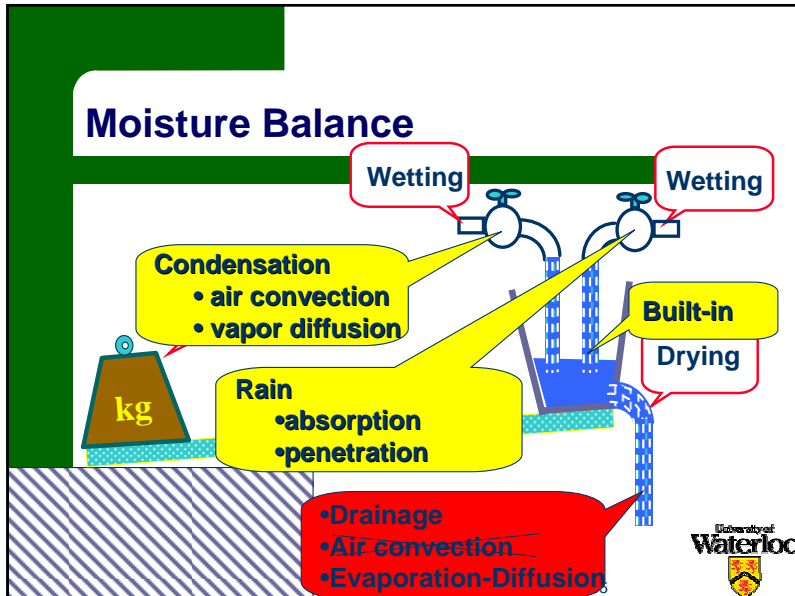 Moisture Balance
Wetting
Wetting
Condensation
• air convection
• vapor diffusion
Built-in
Drying
kg
Rain
•absorption
•penetration
•Drainage
•Air convection
•Evaporation-Diffusion
University of
Waterloo